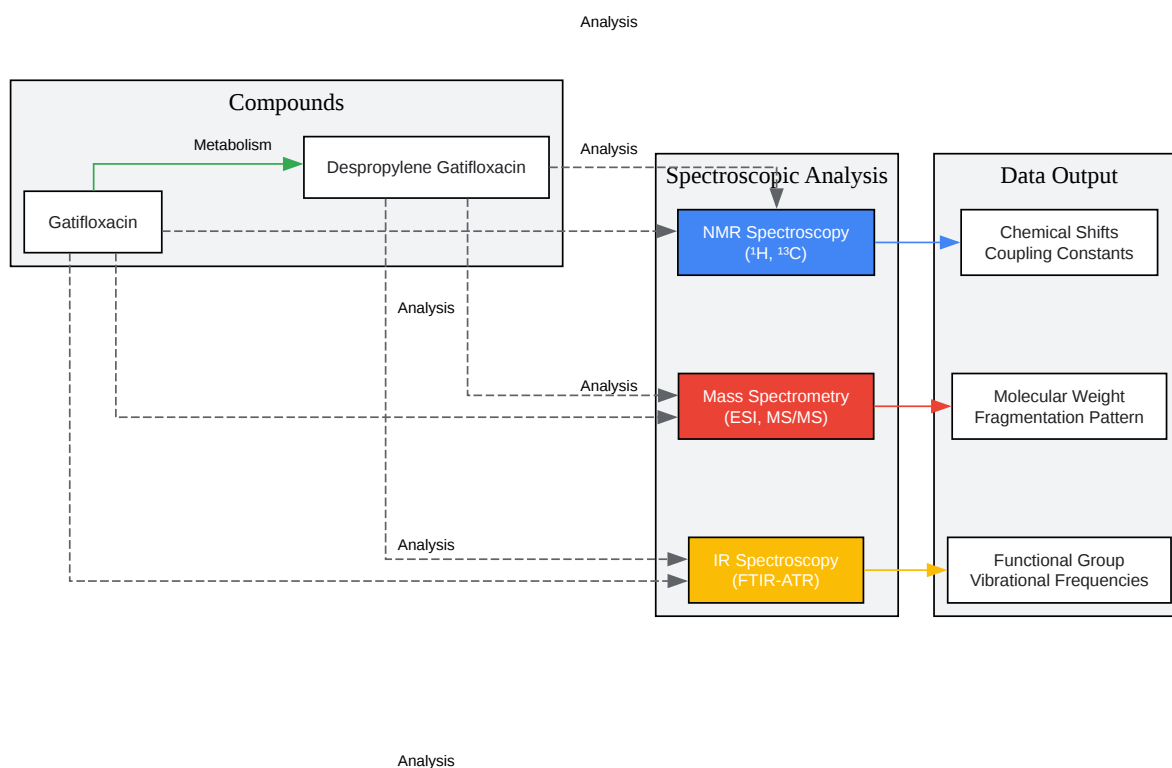 Analysis
Compounds
Metabolism
Despropylene Gatifloxacin
Gatifloxacin
Analysis
Spectroscopic Analysis
Data Output
NMR Spectroscopy
(¹H, ¹³C)
Chemical Shifts
Coupling Constants
Analysis
Analysis
Mass Spectrometry
(ESI, MS/MS)
Molecular Weight
Fragmentation Pattern
Analysis
IR Spectroscopy
(FTIR-ATR)
Functional Group
Vibrational Frequencies
Analysis